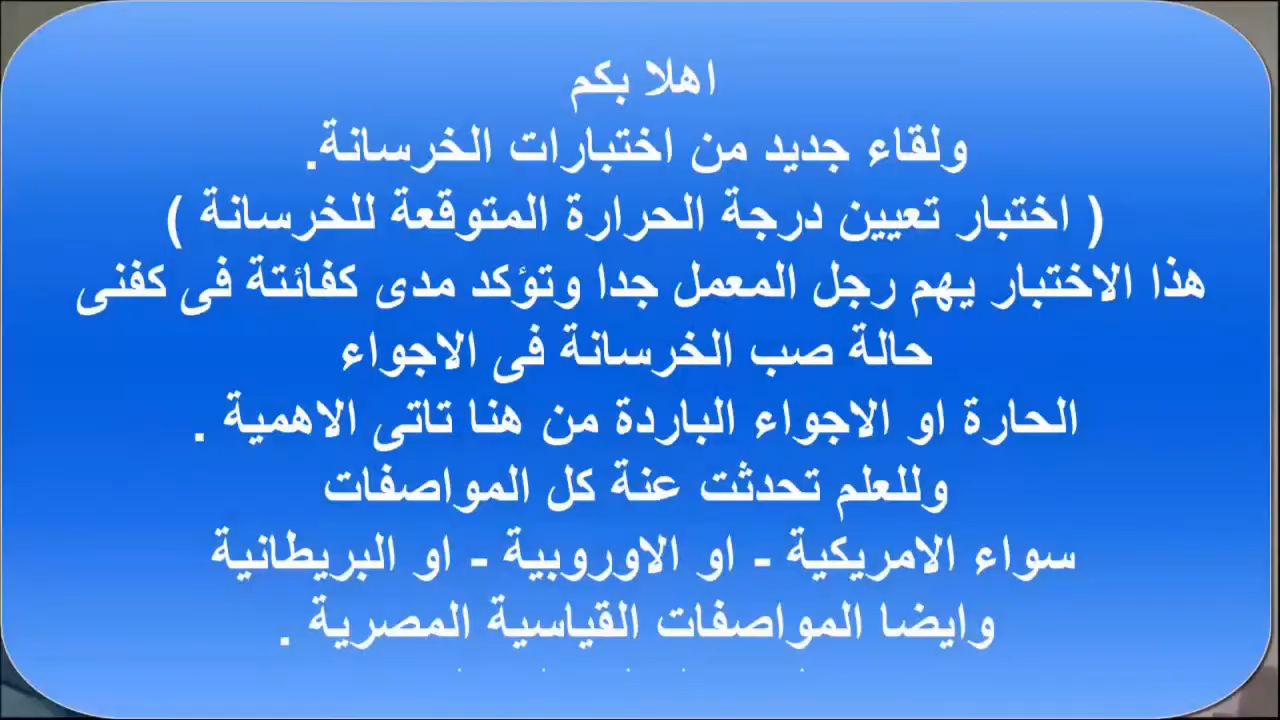 اهلا بكم
ولقاء جديد من اختبارات الخرسانة.
( اختبار تعيين درجة الحرارة المتوقعة للخرسانة )
هذا الاختبار يهم رجل المعمل جدا وتؤكد مدى كفائتة فى كفنى
حالة صب الخرسانة فى الاجواء
الحارة او الاجواء الباردة من هنا تاتى الاهمية .
وللعلم تحدثت عنة كل المواصفات
سواء الامريكية - او الاوروبية - او البريطانية
وايضا المواصفات القياسية المصرية .